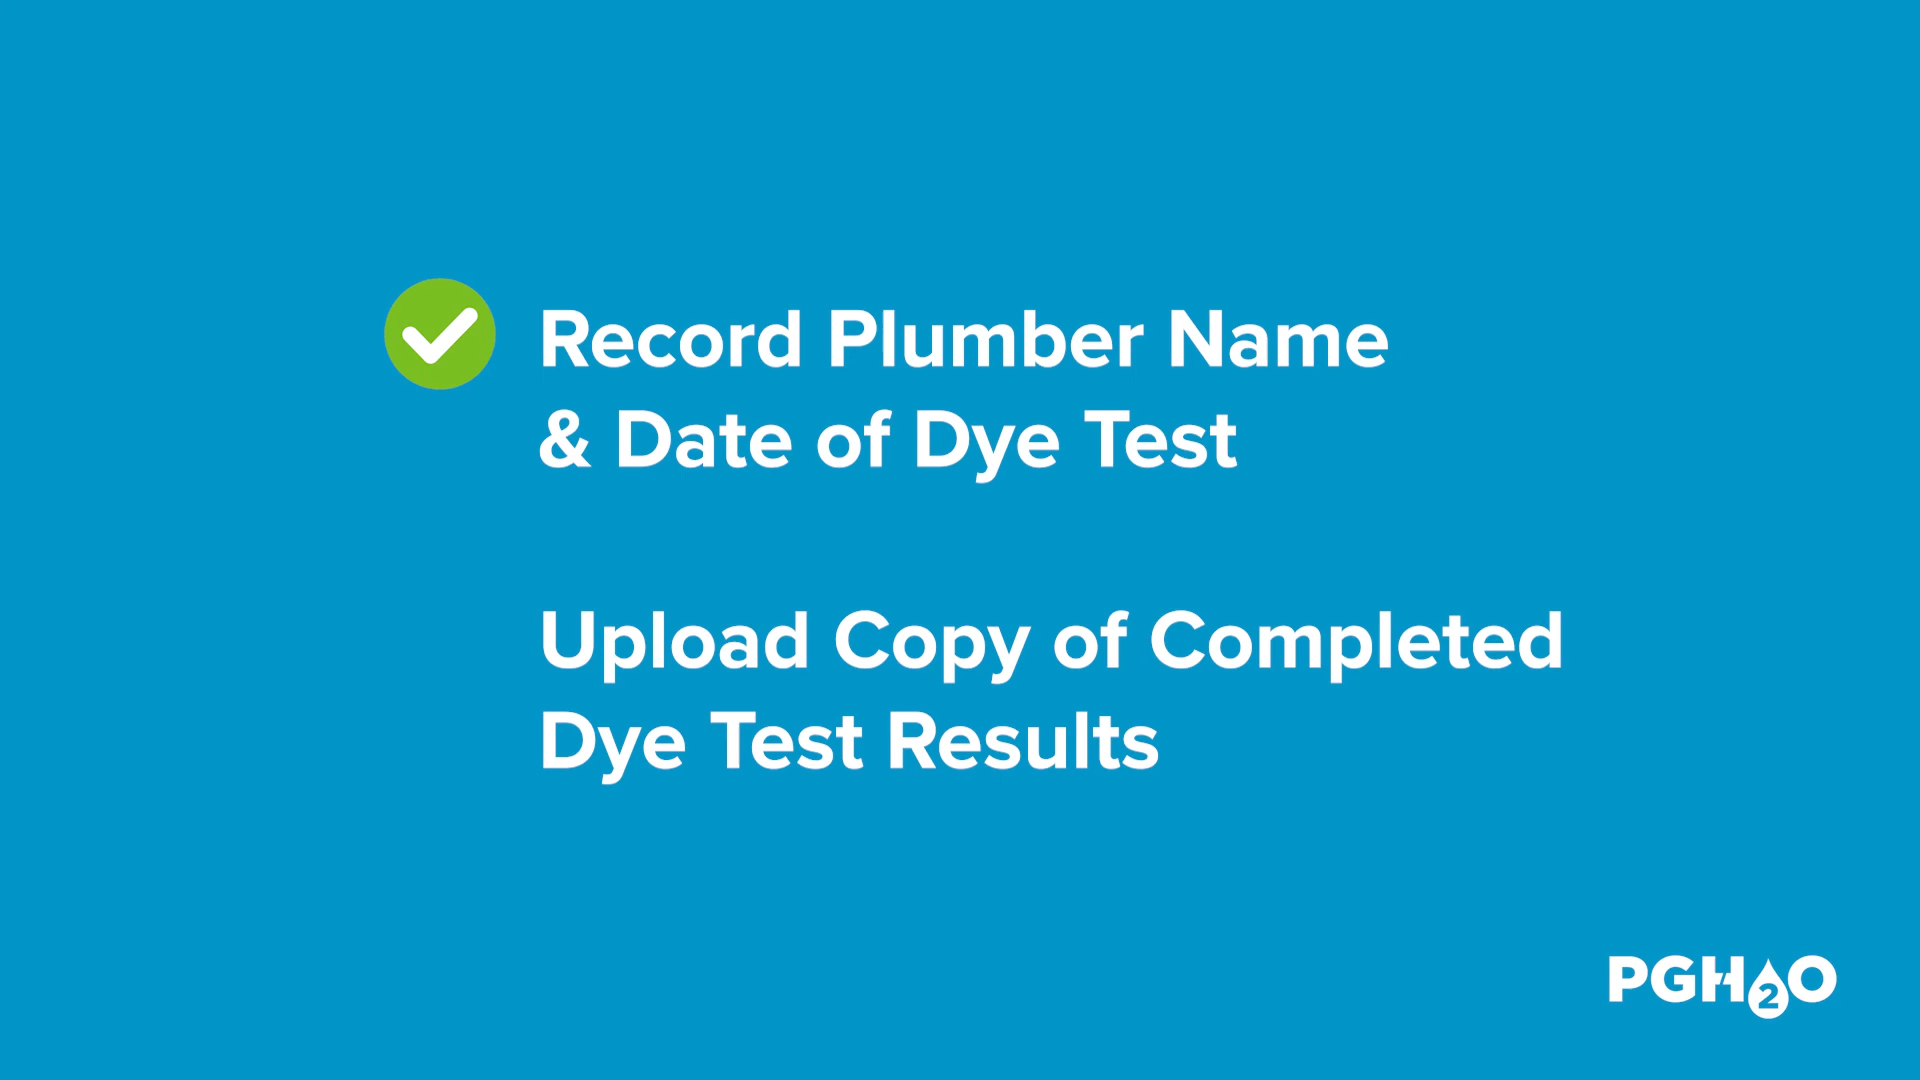 Record Plumber Name
& Date of Dye Test
Upload Copy of Completed
Dye Test Results
PGH2O